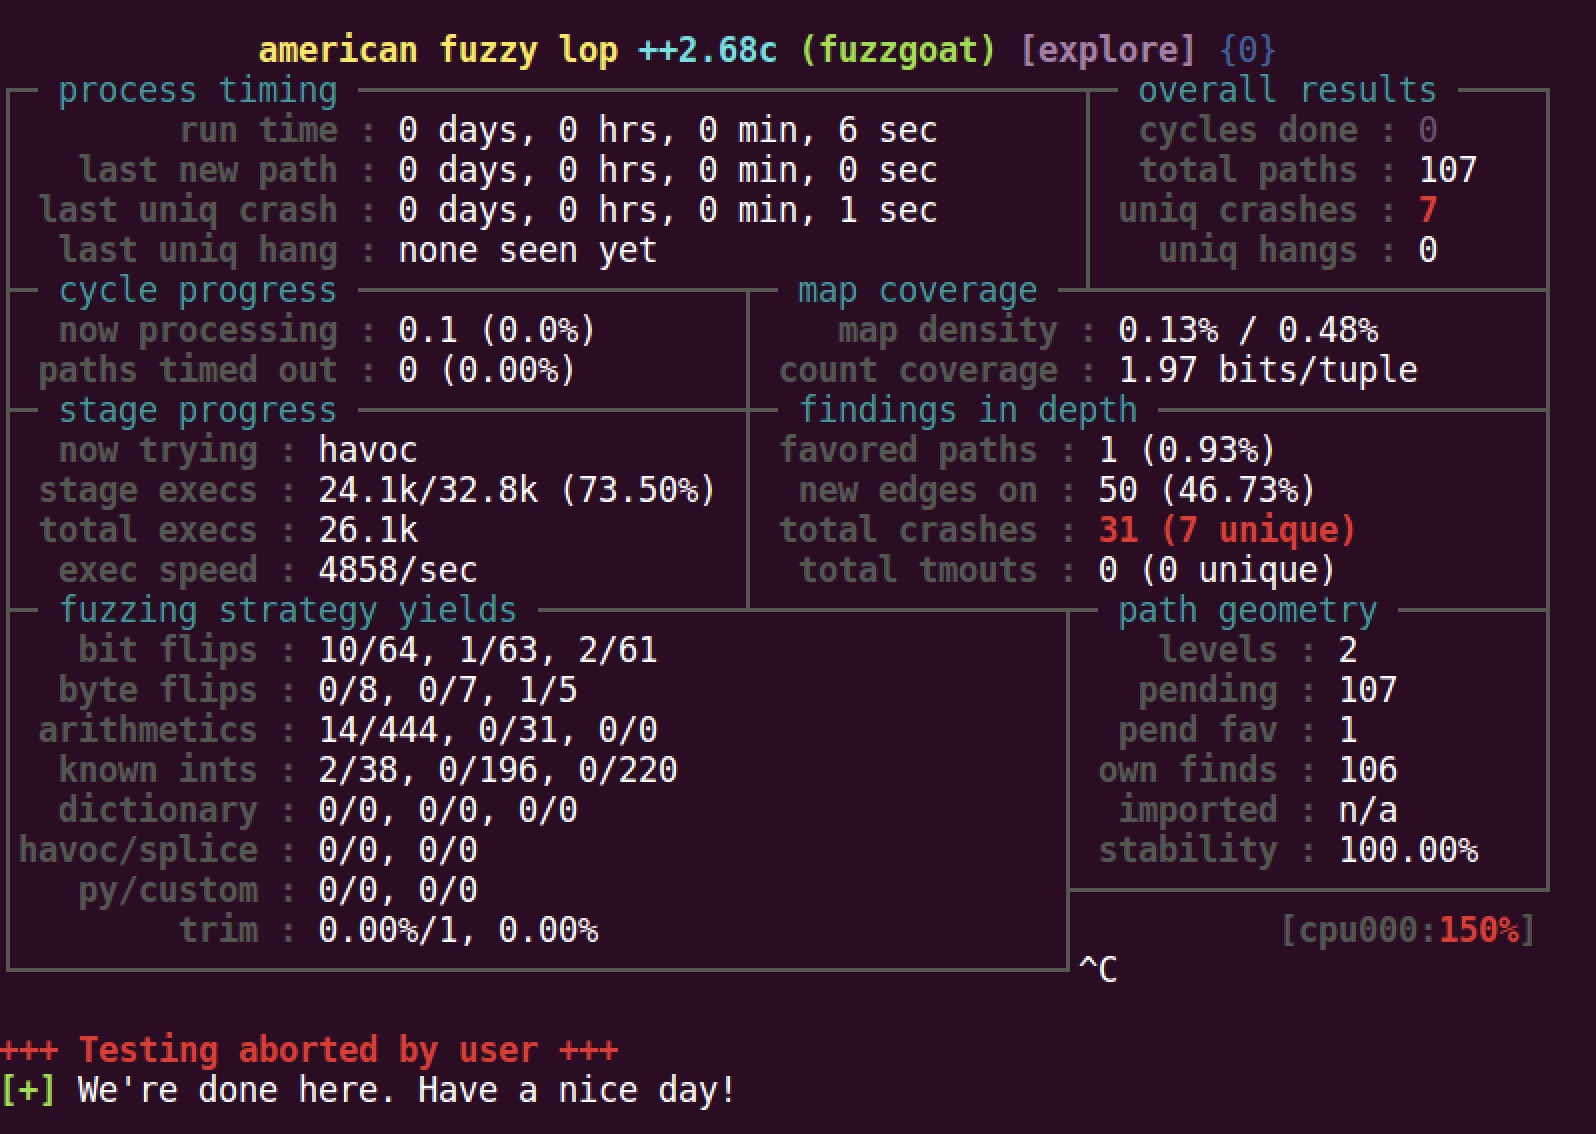 american fuzzy lop ++2.68c (fuzzgoat) [explore] {0}
process timing overall results
run time : 0 days, 0 hrs, 0 min, 6 sec cycles done : 0
last new path : 0 days, 0 hrs, 0 min, 0 sec total paths : 107
last uniq crash : 0 days, 0 hrs, 0 min, 1 sec uniq crashes : 7
last uniq hang : none seen yet uniq hangs : 0
cycle progress map coverage
now processing : 0.1 (0.0%) map density : 0.13% / 0.48%
paths timed out : 0 (0.00%) count coverage : 1.97 bits/tuple
stage progress findings in depth
now trying : havoc favored paths : 1 (0.93%)
stage execs : 24.1k/32.8k (73.50%) new edges on : 50 (46.73%)
total execs : 26.1k total crashes : 31 (7 unique)
exec speed : 4858/sec total tmouts : 0 (0 unique)
fuzzing strategy yields path geometry
bit flips : 10/64, 1/63, 2/61 levels : 2
byte flips : 0/8, 0/7, 1/5 pending : 107
arithmetics : 14/444, 0/31, 0/0 pend fav : 1
known ints : 2/38, 0/196, 0/220 own finds : 106
dictionary : 0/0, 0/0, 0/0 imported : n/a
havoc/splice : 0/0, 0/0 stability : 100.00%
py/custom : 0/0, 0/0
trim : 0.00%/1, 0.00% [cpu000:150%]
^C
+++ Testing aborted by user +++
[+] We're done here. Have a nice day!